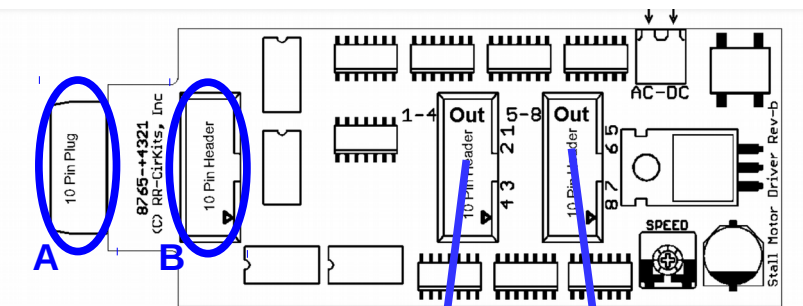 AC-DC
1-4
Out
5-8
Out
10 Pin Plug
8765-+4321
(C) RR-CirKits, Inc
10 Pin Header
10 Pin Header
2 1
4 3
10 Pin Header
6 5
8 7
Stall Motor Driver Rev-b
SPEED
A
B